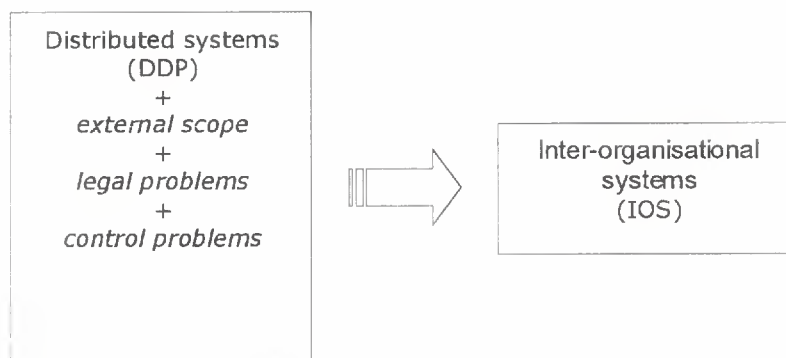 Distributed systems
(DDP)
+
external scope
+
legal problems
+
control problems
Inter-organisational
systems
(IOS)